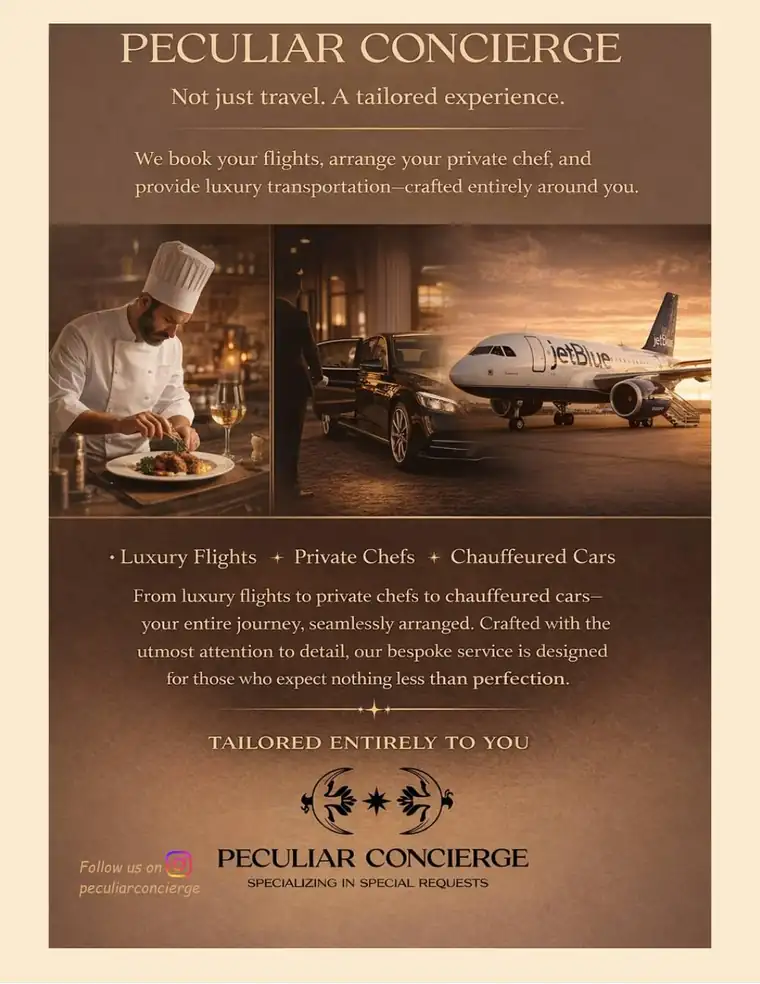 PECULIAR CONCIERGE
Not just travel. A tailored experience.
We book your flights, arrange your private chef, and
provide luxury transportation—crafted entirely around you.
jetBlue
jetBlue
• Luxury Flights ✦ Private Chefs ✦ Chauffeured Cars
From luxury flights to private chefs to chauffeured cars—
your entire journey, seamlessly arranged. Crafted with the
utmost attention to detail, our bespoke service is designed
for those who expect nothing less than perfection.
TAILORED ENTIRELY TO YOU
PECULIAR CONCIERGE
SPECIALIZING IN SPECIAL REQUESTS
Follow us on
peculiarconcierge